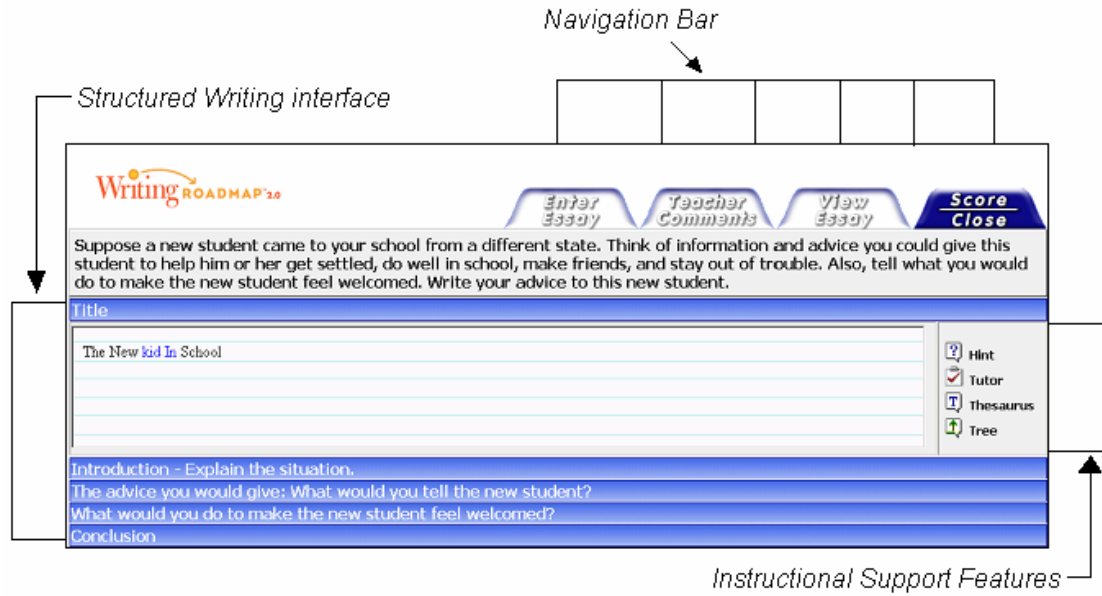 Navigation Bar
Structured Writing interface
Writing ROADMAP 2.0
Enter Essay
Teacher Comments
View Essay
Score
Close
Suppose a new student came to your school from a different state. Think of information and advice you could give this
student to help him or her get settled, do well in school, make friends, and stay out of trouble. Also, tell what you would
do to make the new student feel welcomed. Write your advice to this new student.
Title
The New kid In School
Hint
Tutor
T Thesaurus
Tree
Introduction - Explain the situation.
The advice you would give: What would you tell the new student?
What would you do to make the new student feel welcomed?
Conclusion
Instructional Support Features